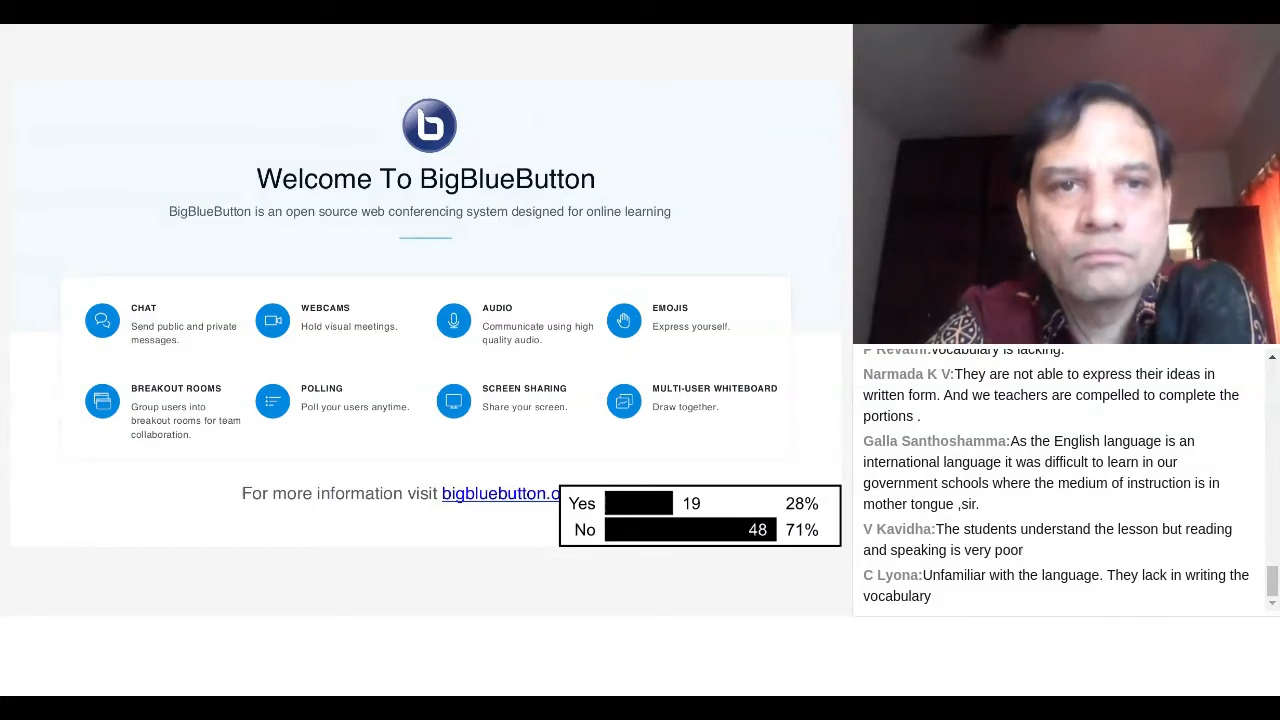 Welcome To BigBlueButton
BigBlueButton is an open source web conferencing system designed for online learning
CHAT
Send public and private
messages.
WEBCAMS
Hold visual meetings.
AUDIO
Communicate using high
quality audio.
EMOJIS
Express yourself.
BREAKOUT ROOMS
Group users into
breakout rooms for team
collaboration.
POLLING
Poll your users anytime.
SCREEN SHARING
Share your screen.
MULTI-USER WHITEBOARD
Draw together.
For more information visit bigbluebutton.o
Yes 19 28%
No 48 71%
P Revathi:Vocabulary is lacking.
Narmada K V:They are not able to express their ideas in
written form. And we teachers are compelled to complete the
portions .
Galla Santhoshamma:As the English language is an
international language it was difficult to learn in our
government schools where the medium of instruction is in
mother tongue ,sir.
V Kavidha:The students understand the lesson but reading
and speaking is very poor
C Lyona:Unfamiliar with the language. They lack in writing the
vocabulary